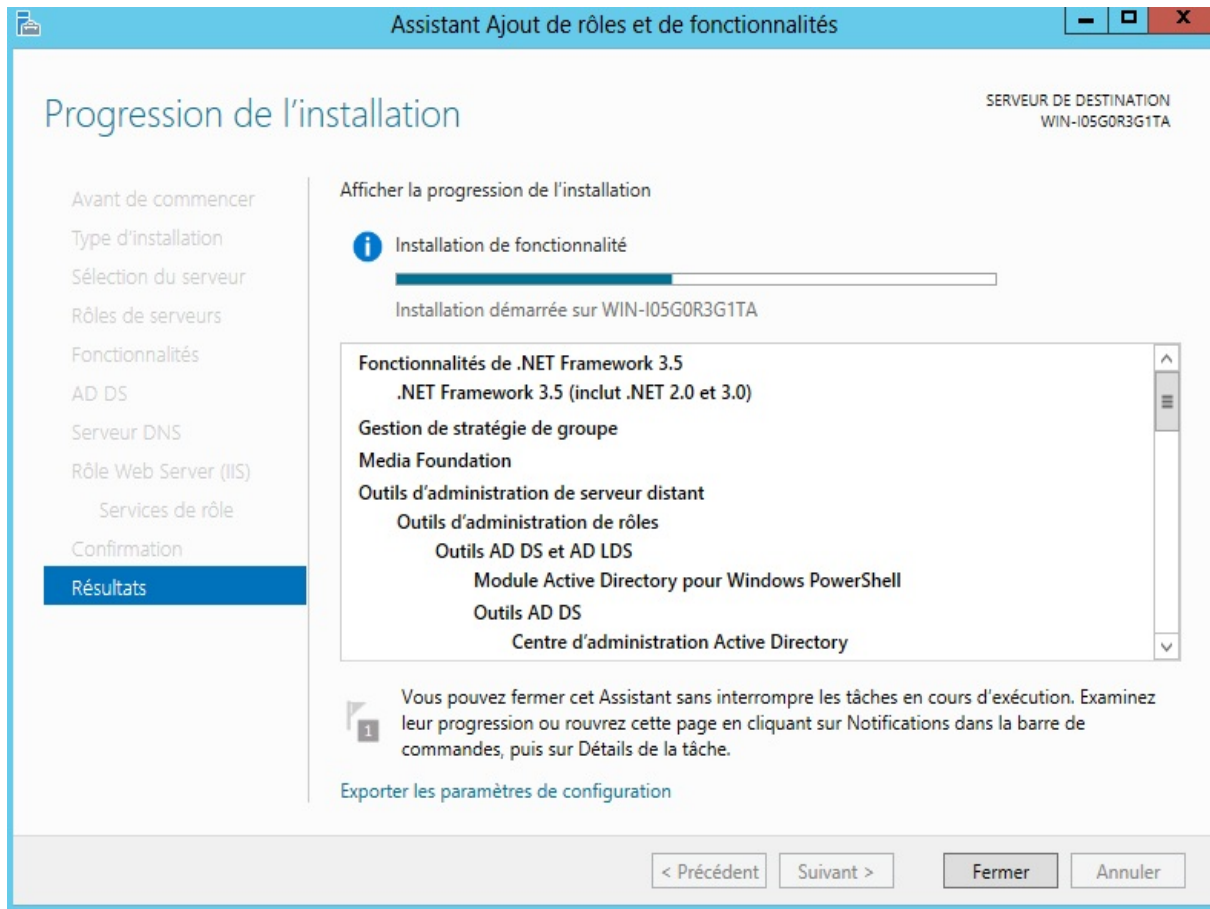 Assistant Ajout de rôles et de fonctionnalités
Progression de l'installation
SERVEUR DE DESTINATION
WIN-I05G0R3G1TA
Avant de commencer
Type d'installation
Sélection du serveur
Rôles de serveurs
Fonctionnalités
AD DS
Serveur DNS
Rôle Web Server (IIS)
Services de rôle
Confirmation
Résultats
Afficher la progression de l'installation
Installation de fonctionnalité
Installation démarrée sur WIN-I05G0R3G1TA
Fonctionnalités de .NET Framework 3.5
.NET Framework 3.5 (inclut .NET 2.0 et 3.0)
Gestion de stratégie de groupe
Media Foundation
Outils d'administration de serveur distant
Outils d'administration de rôles
Outils AD DS et AD LDS
Module Active Directory pour Windows PowerShell
Outils AD DS
Centre d'administration Active Directory
1
Vous pouvez fermer cet Assistant sans interrompre les tâches en cours d'exécution. Examinez
leur progression ou rouvrez cette page en cliquant sur Notifications dans la barre de
commandes, puis sur Détails de la tâche.
Exporter les paramètres de configuration
< Précédent
Suivant >
Fermer
Annuler